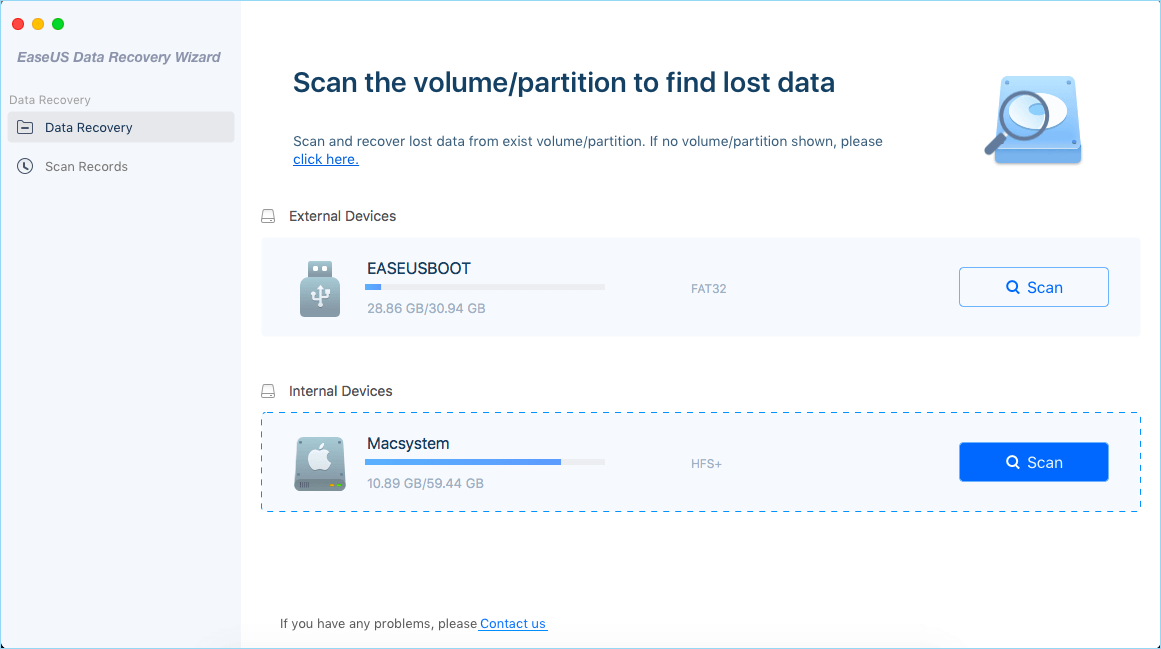 EaseUS Data Recovery Wizard
Data Recovery
Data Recovery
Scan Records
Scan the volume/partition to find lost data
Scan and recover lost data from exist volume/partition. If no volume/partition shown, please
click here.
External Devices
EASEUSBOOT
28.86 GB/30.94 GB
FAT32
Scan
Internal Devices
Macsystem
10.89 GB/59.44 GB
HFS+
Scan
If you have any problems, please Contact us